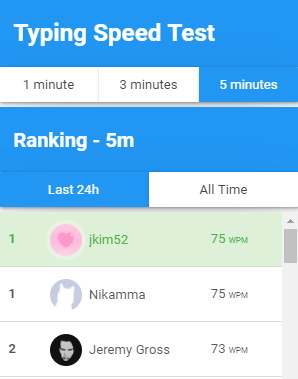 Typing Speed Test
1 minute 3 minutes 5 minutes
Ranking - 5m
Last 24h All Time
1 jkim52 75 WPM
1 Nikamma 75 WPM
2 Jeremy Gross 73 WPM